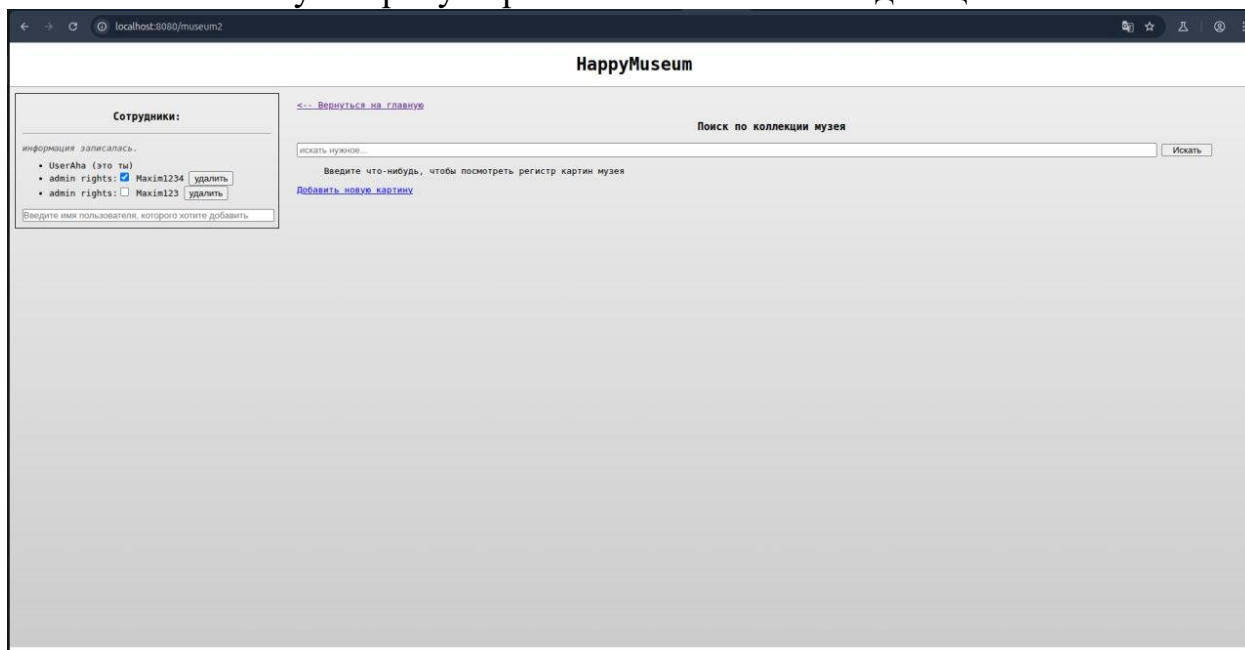 localhost:8080/museum2
HappyMuseum
Сотрудники:
информация записалась.
UserAha (это ты)
admin rights: Maxim1234 удалить
admin rights: Maxim123 удалить
Введите имя пользователя, которого хотите добавить
<-- Вернуться на главную
Поиск по коллекции музея
искать нужное... Искать
Введите что-нибудь, чтобы посмотреть регистр картин музея
Добавить новую картину